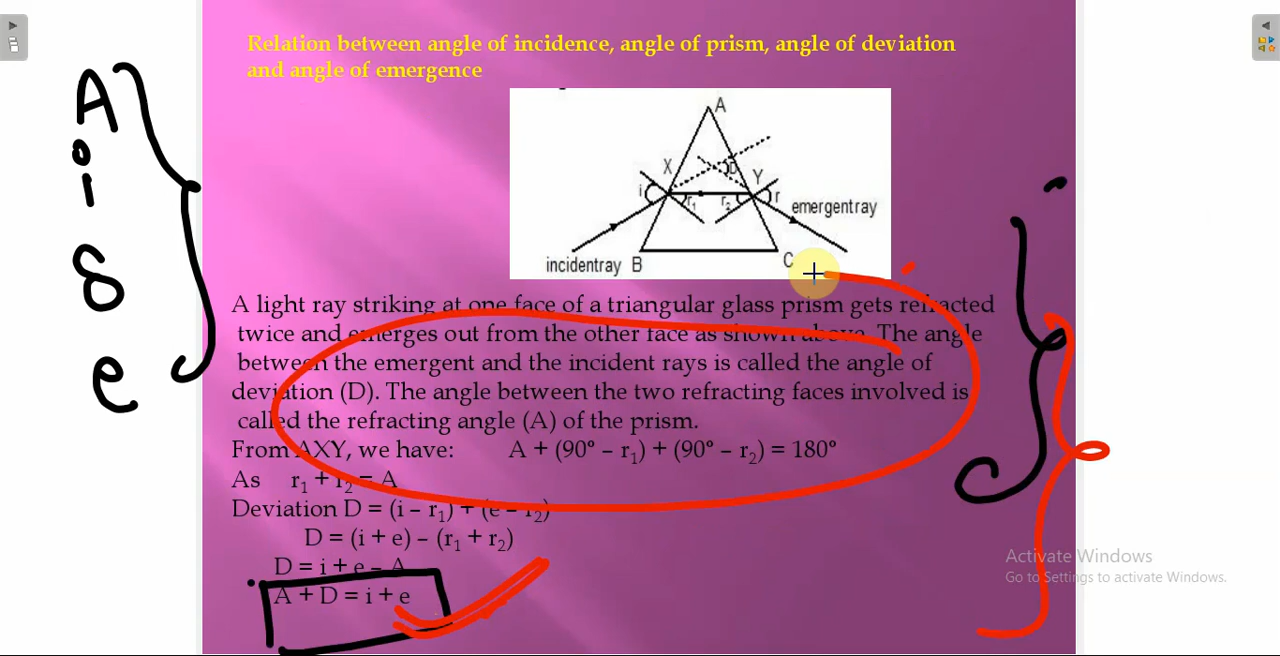 Relation between angle of incidence, angle of prism, angle of deviation
and angle of emergence
A
i
δ
e
A
X
D
Y
i
r₁
r₂
r
emergentray
incidentray
B
C
A light ray striking at one face of a triangular glass prism gets refracted
twice and emerges out from the other face as shown above. The angle
between the emergent and the incident rays is called the angle of
deviation (D). The angle between the two refracting faces involved is
called the refracting angle (A) of the prism.
From AXY, we have: A + (90° – r₁) + (90° – r₂) = 180°
As r₁ + r₂ = A
Deviation D = (i – r₁) + (e – r₂)
D = (i + e) – (r₁ + r₂)
D = i + e – A
A + D = i + e
Activate Windows
Go to Settings to activate Windows.